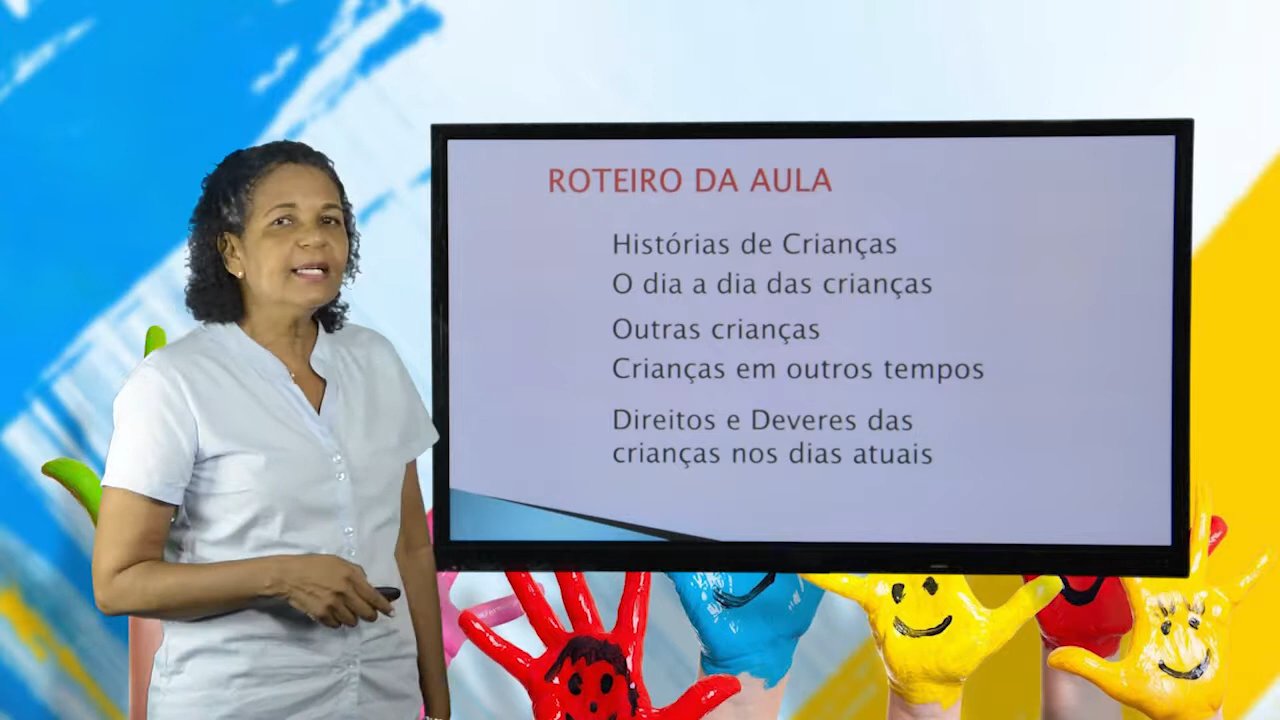 ROTEIRO DA AULA
Histórias de Crianças
O dia a dia das crianças
Outras crianças
Crianças em outros tempos
Direitos e Deveres das
crianças nos dias atuais